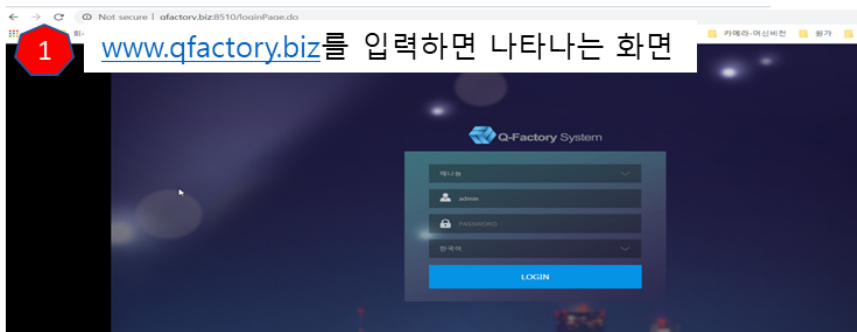 Not secure | qfactory.biz:8510/loginPage.do
카메라-머신비전 원가
1
www.qfactory.biz를 입력하면 나타나는 화면
Q-Factory System
admin
PASSWORD
한국어
LOGIN